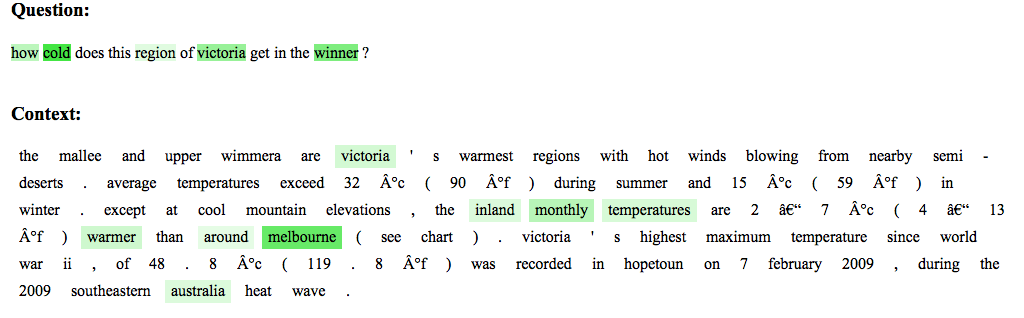 Question:
how cold does this region of victoria get in the winner ?
Context:
the mallee and upper wimmera are victoria ' s warmest regions with hot winds blowing from nearby semi -
deserts . average temperatures exceed 32 Â°c ( 90 Â°f ) during summer and 15 Â°c ( 59 Â°f ) in
winter . except at cool mountain elevations , the inland monthly temperatures are 2 â€“ 7 Â°c ( 4 â€“ 13
Â°f ) warmer than around melbourne ( see chart ) . victoria ' s highest maximum temperature since world
war ii , of 48 . 8 Â°c ( 119 . 8 Â°f ) was recorded in hopetoun on 7 february 2009 , during the
2009 southeastern australia heat wave .